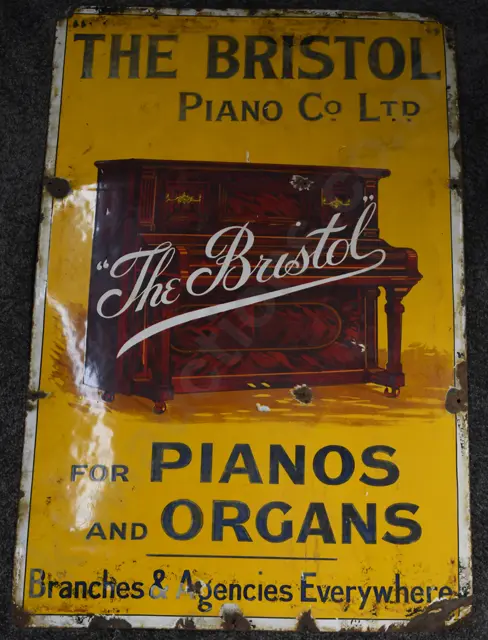 THE BRISTOL
PIANO Co LTD
"The Bristol"
FOR PIANOS
AND ORGANS
Branches & Agencies Everywhere